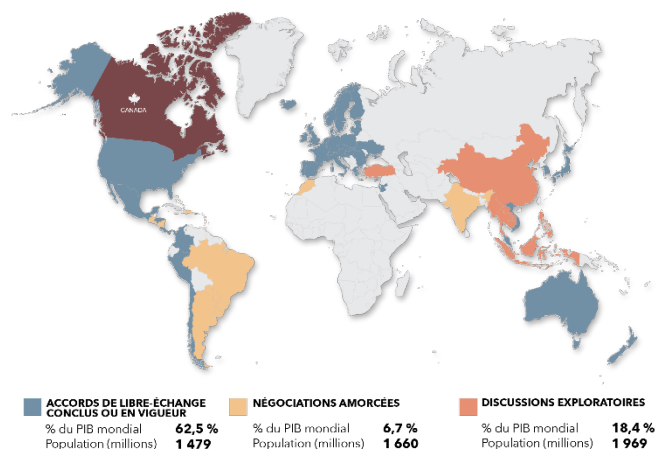 CANADA
ACCORDS DE LIBRE-ÉCHANGE
CONCLUS OU EN VIGUEUR
% du PIB mondial 62,5 %
Population (millions) 1 479
NÉGOCIATIONS AMORCÉES
% du PIB mondial 6,7 %
Population (millions) 1 660
DISCUSSIONS EXPLORATOIRES
% du PIB mondial 18,4 %
Population (millions) 1 969